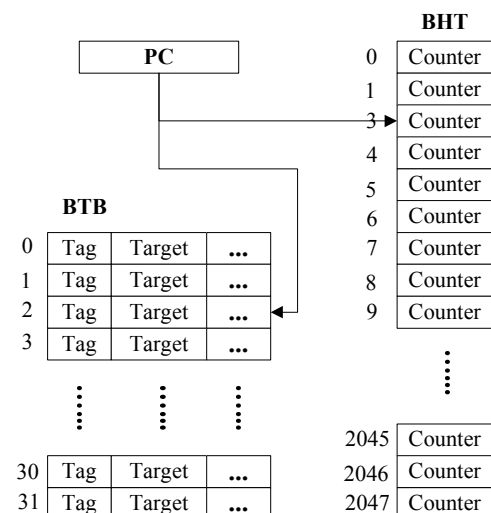 BHT
PC
0 Counter
1 Counter
3 Counter
4 Counter
5 Counter
6 Counter
7 Counter
8 Counter
9 Counter
2045 Counter
2046 Counter
2047 Counter
BTB
0 Tag Target ...
1 Tag Target ...
2 Tag Target ...
3 Tag Target ...
30 Tag Target ...
31 Tag Target ...